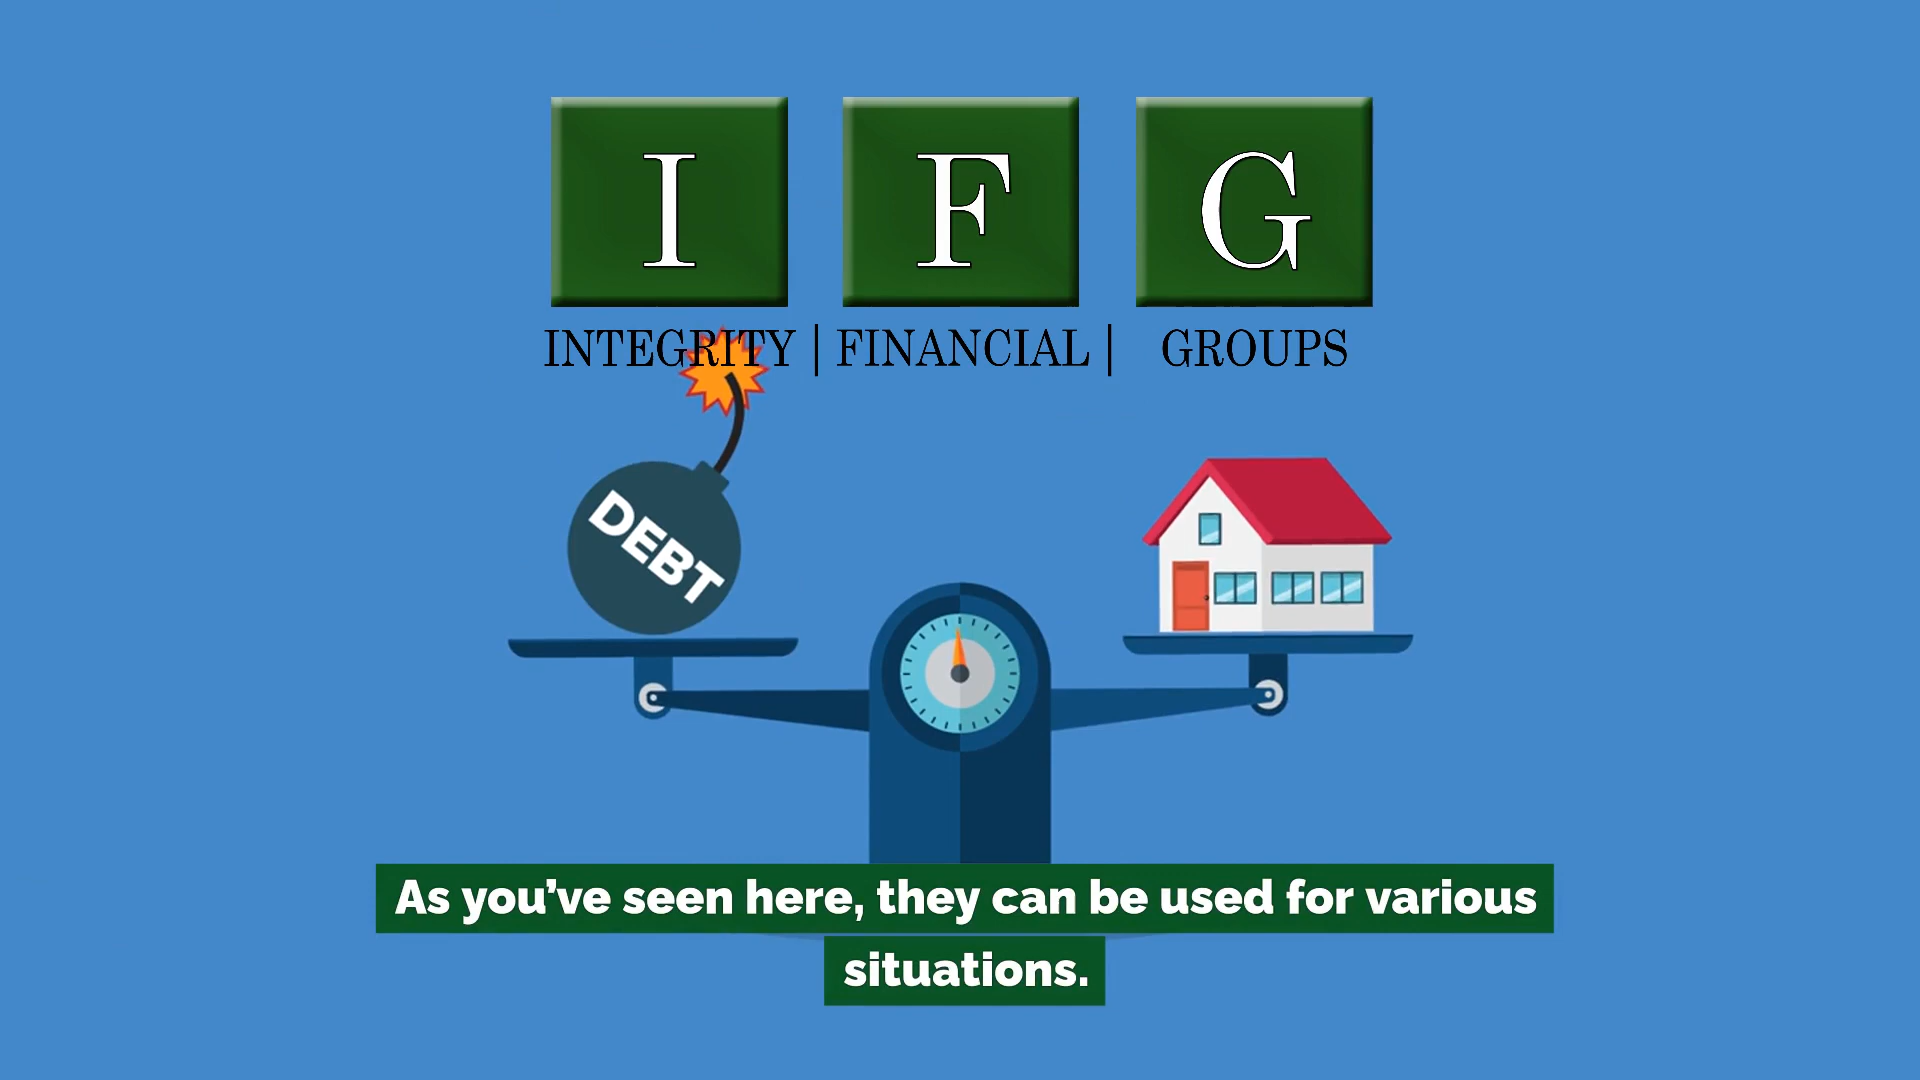 I F G
INTEGRITY | FINANCIAL | GROUPS
DEBT
As you've seen here, they can be used for various
situations.